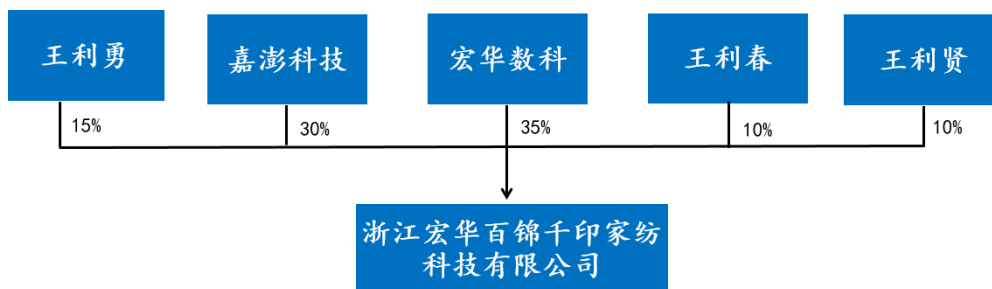 王利勇
嘉澎科技
宏华数科
王利春
王利贤
15%
30%
35%
10%
10%
浙江宏华百锦千印家纺
科技有限公司